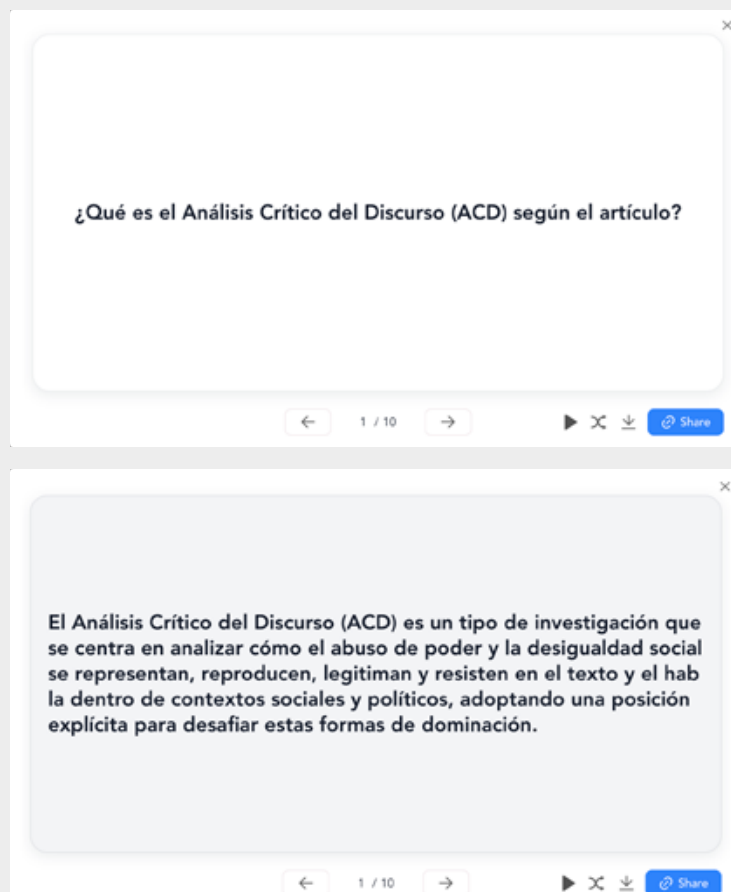 ¿Qué es el Análisis Crítico del Discurso (ACD) según el artículo?
1 / 10
Share
El Análisis Crítico del Discurso (ACD) es un tipo de investigación que
se centra en analizar cómo el abuso de poder y la desigualdad social
se representan, reproducen, legitiman y resisten en el texto y el hab
la dentro de contextos sociales y políticos, adoptando una posición
explícita para desafiar estas formas de dominación.
1 / 10
Share